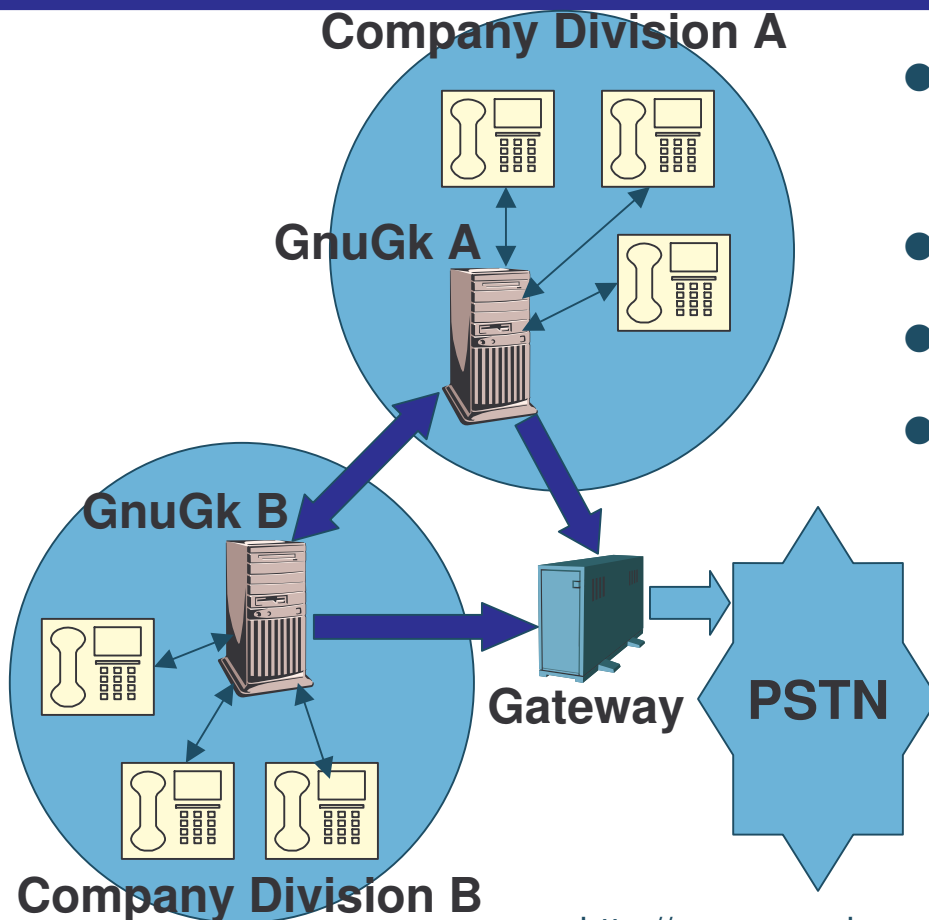 Company Division A
GnuGk A
GnuGk B
Gateway
PSTN
Company Division B